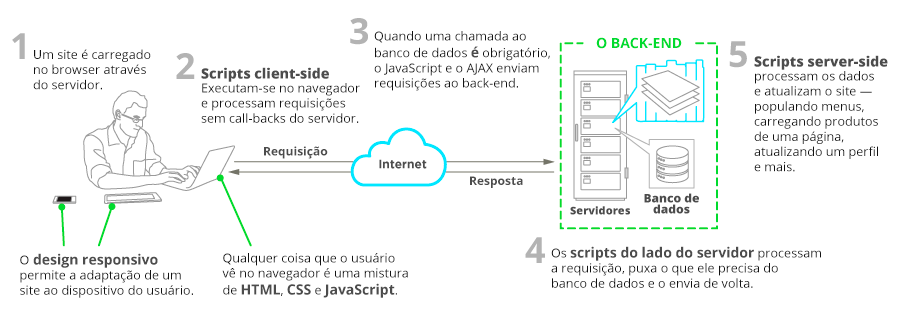 1
Um site é carregado
no browser através
do servidor.
2
Scripts client-side
Executam-se no navegador
e processam requisições
sem call-backs do servidor.
3
Quando uma chamada ao
banco de dados é obrigatório,
o JavaScript e o AJAX enviam
requisições ao back-end.
O BACK-END
5
Scripts server-side
processam os dados
e atualizam o site —
populando menus,
carregando produtos
de uma página,
atualizando um perfil
e mais.
Requisição
Internet
Resposta
Servidores
Banco de
dados
O design responsivo
permite a adaptação de um
site ao dispositivo do usuário.
Qualquer coisa que o usuário
vê no navegador é uma mistura
de HTML, CSS e JavaScript.
4
Os scripts do lado do servidor processam
a requisição, puxa o que ele precisa do
banco de dados e o envia de volta.